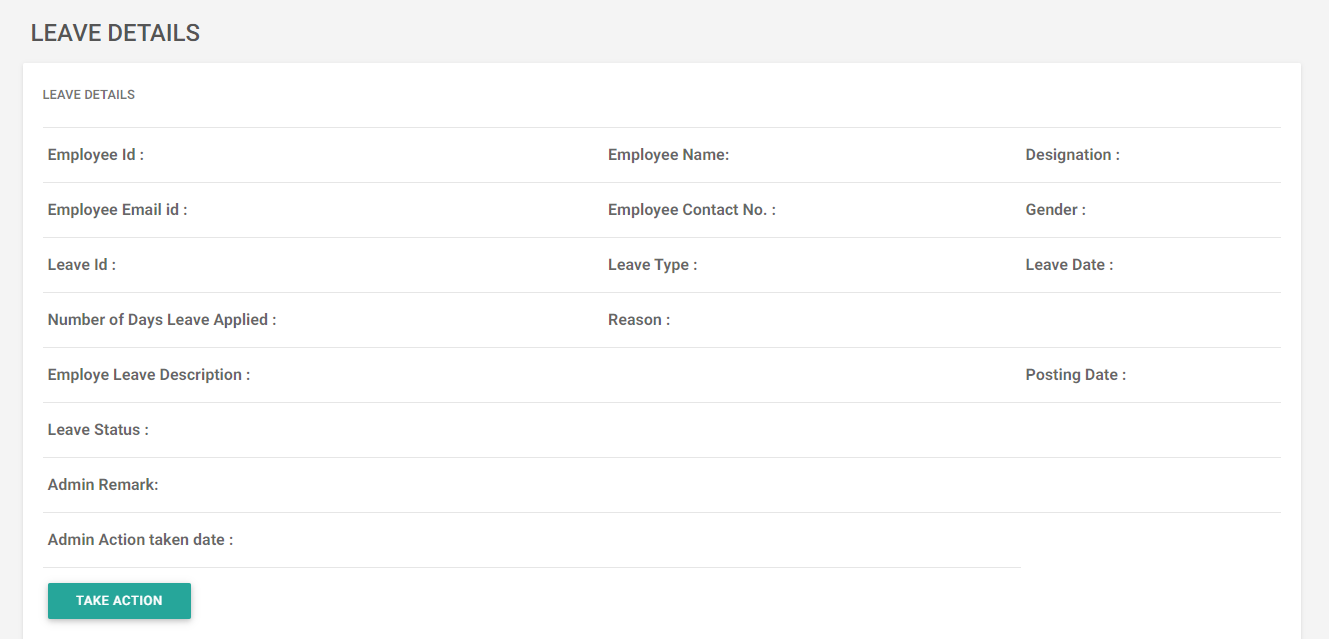 LEAVE DETAILS
LEAVE DETAILS
Employee Id : Employee Name: Designation :
Employee Email id : Employee Contact No. : Gender :
Leave Id : Leave Type : Leave Date :
Number of Days Leave Applied : Reason :
Employe Leave Description : Posting Date :
Leave Status :
Admin Remark:
Admin Action taken date :
TAKE ACTION